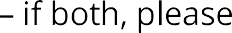 – if both, please